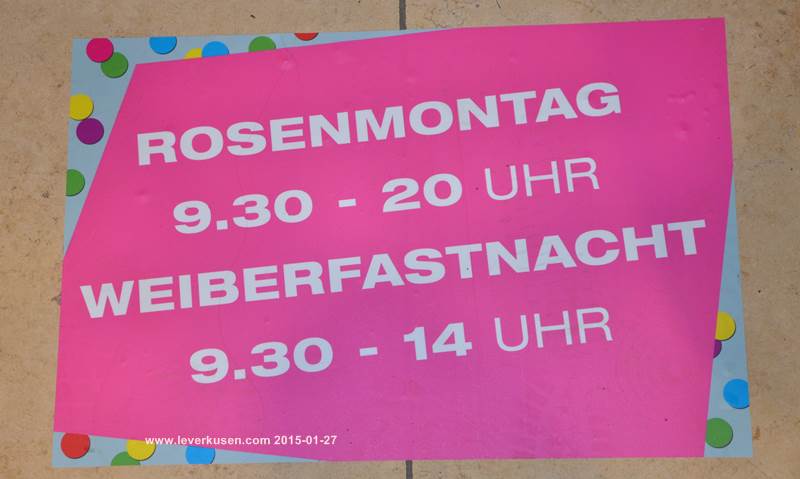 ROSENMONTAG
9.30 - 20 UHR
WEIBERFASTNACHT
9.30 - 14 UHR
www.leverkusen.com 2015-01-27